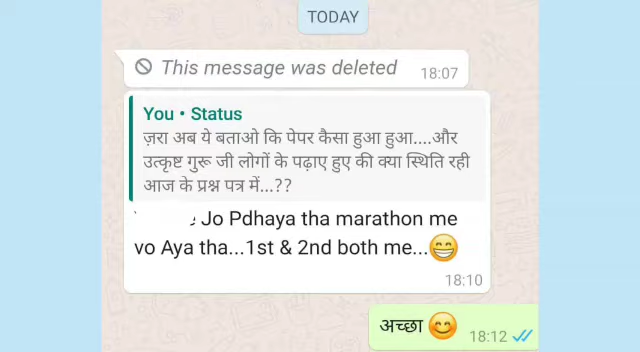 TODAY
This message was deleted 18:07
You • Status
ज़रा अब ये बताओ कि पेपर कैसा हुआ हुआ....और
उत्कृष्ट गुरू जी लोगों के पढ़ाए हुए की क्या स्थिति रही
आज के प्रश्न पत्र में...??
Jo Pdhaya tha marathon me
vo Aya tha...1st & 2nd both me...😁
18:10
अच्छा 😊 18:12